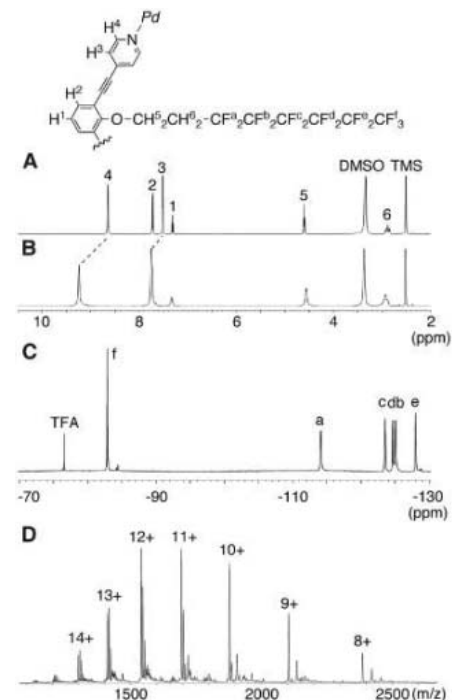 Pd
H⁴ N
H³
H²
H¹ O–CH⁵₂CH⁶₂–CFᵃ₂CFᵇ₂CFᶜ₂CFᵈ₂CFᵉ₂CFᶠ₃
A 4 2 3 1 5 DMSO 6 TMS
B
10 8 6 4 2
(ppm)
C TFA f a c d b e
-70 -90 -110 -130
(ppm)
D 14+ 13+ 12+ 11+ 10+ 9+ 8+
1500 2000 2500 (m/z)